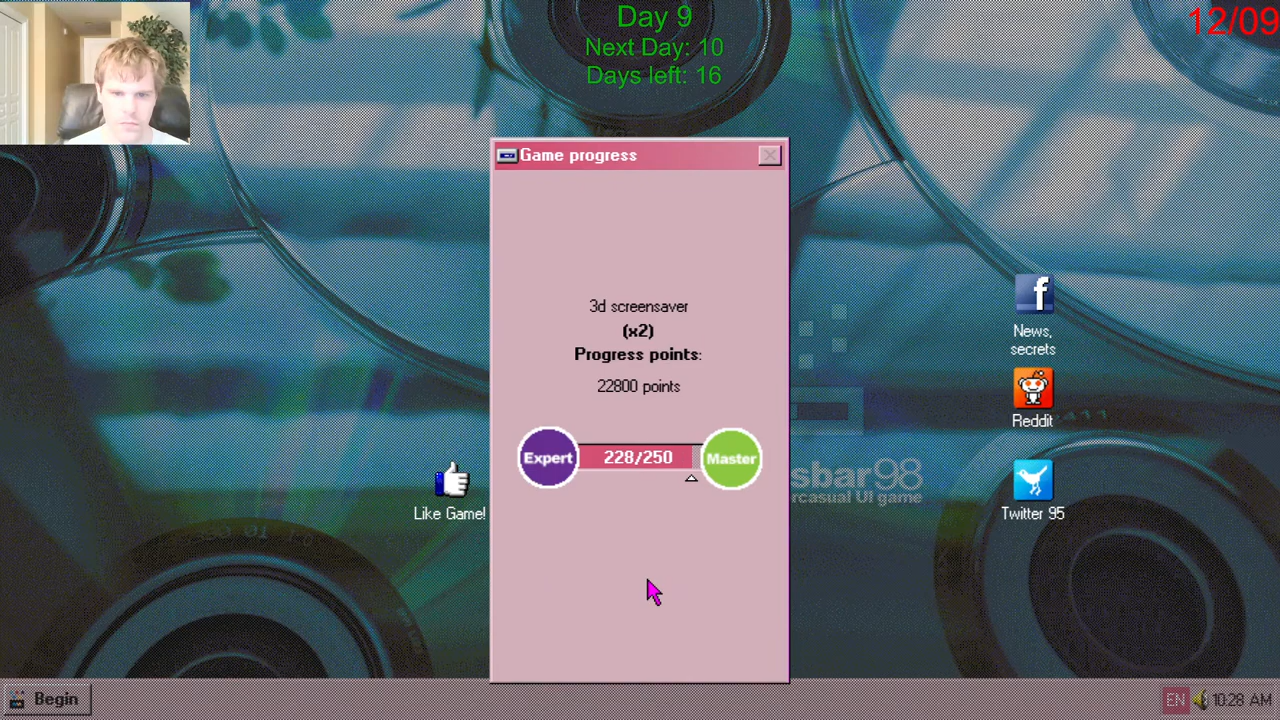 Day 9
Next Day: 10
Days left: 16
12/09
Game progress
3d screensaver
(x2)
Progress points:
22800 points
Expert
228/250
Master
News,
secrets
Reddit
Like Game!
Twitter 95
sbar98
rcasual UI game
Begin
EN
10:28 AM